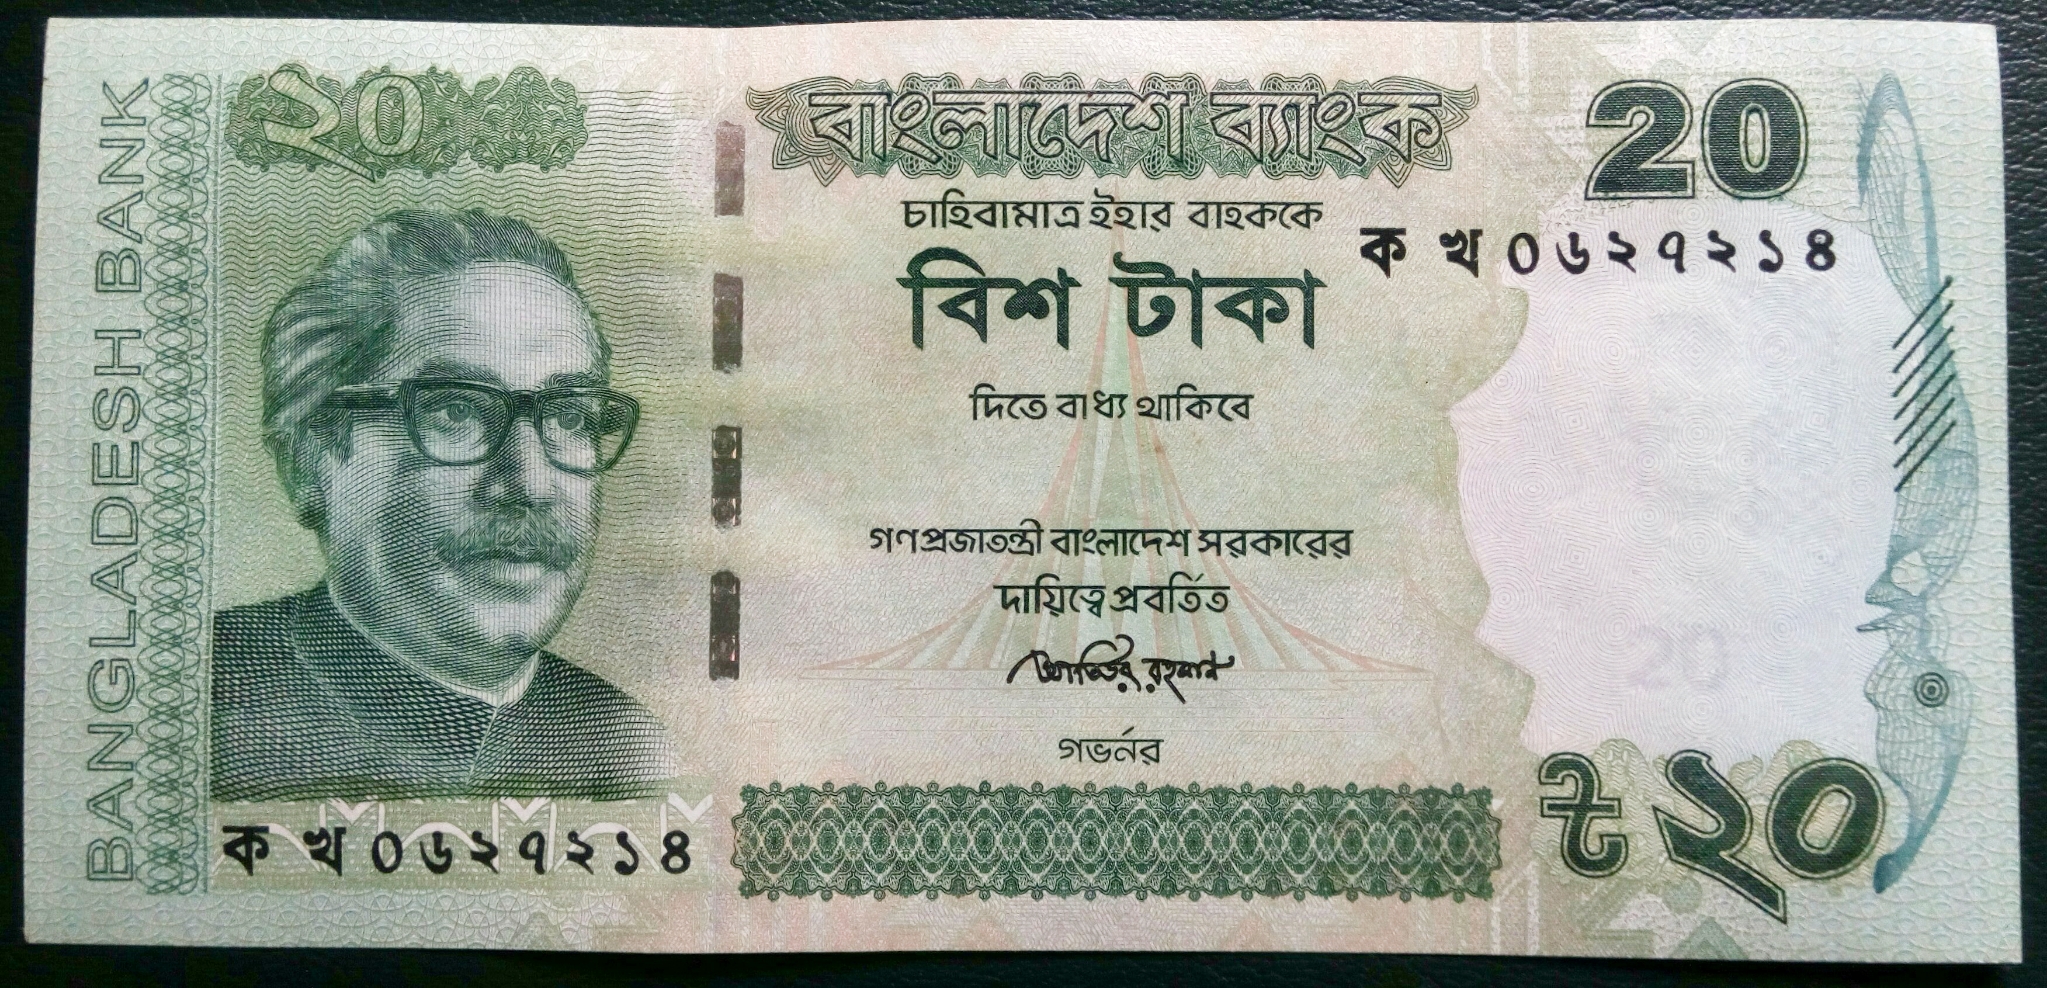 BANGLADESH BANK
২০
বাংলাদেশ ব্যাংক
20
চাহিবামাত্র ইহার বাহককে
ক খ ০৬২৭২১৪
বিশ টাকা
দিতে বাধ্য থাকিবে
গণপ্রজাতন্ত্রী বাংলাদেশ সরকারের
দায়িত্বে প্রবর্তিত
আতিউর রহমান
গভর্নর
20
৳ ২০
ক খ ০৬২৭২১৪